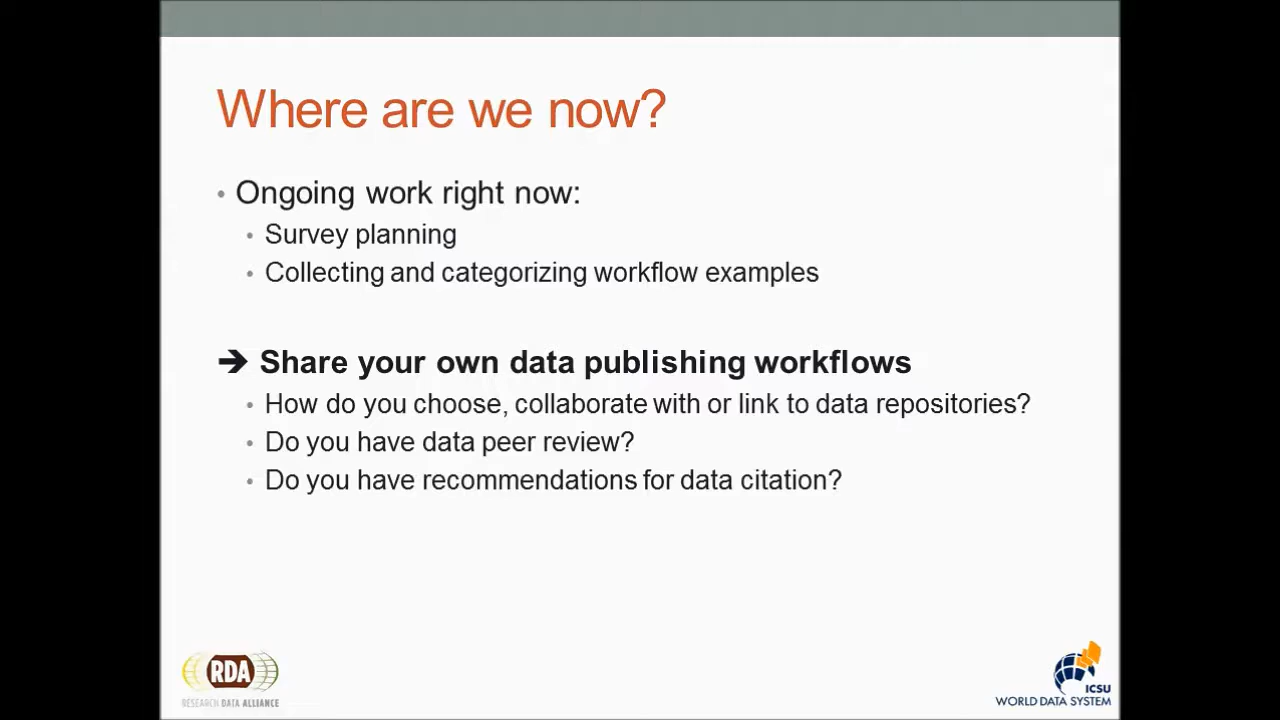 Where are we now?
• Ongoing work right now:
• Survey planning
• Collecting and categorizing workflow examples
➔ Share your own data publishing workflows
• How do you choose, collaborate with or link to data repositories?
• Do you have data peer review?
• Do you have recommendations for data citation?
RDA
RESEARCH DATA ALLIANCE
ICSU
WORLD DATA SYSTEM